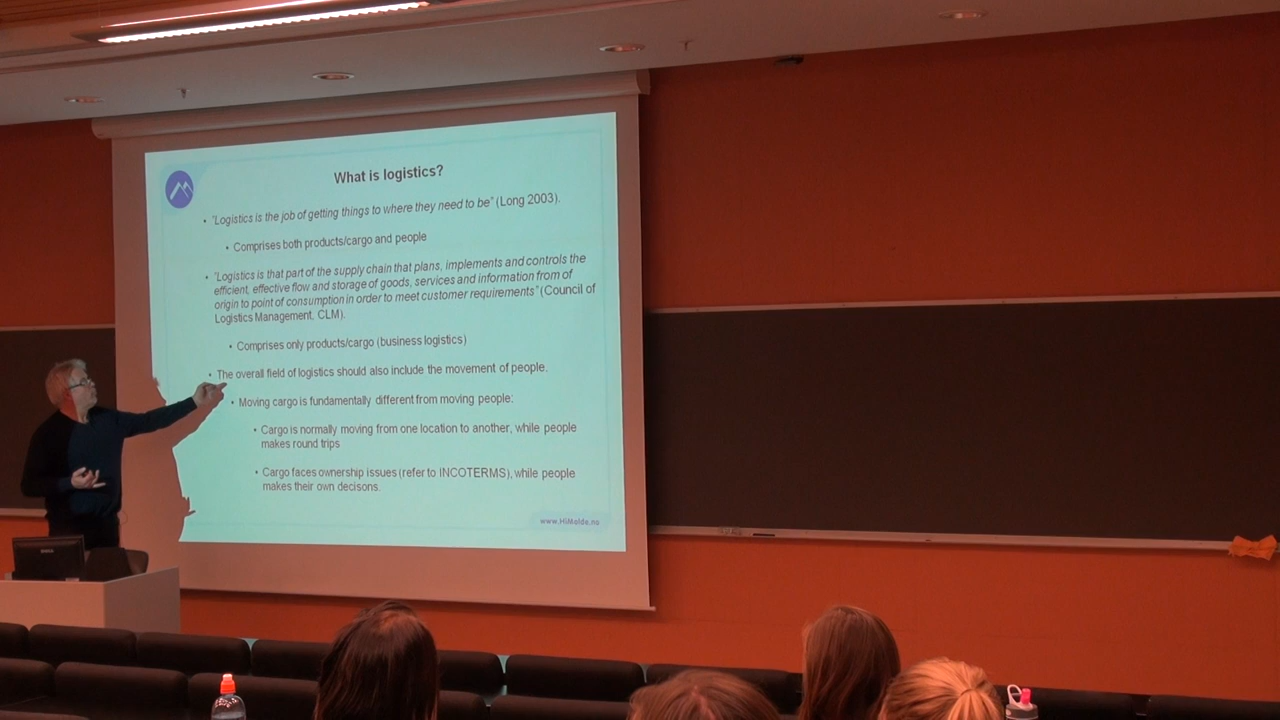 What is logistics?
• "Logistics is the job of getting things to where they need to be" (Long 2003).
• Comprises both products/cargo and people
• "Logistics is that part of the supply chain that plans, implements and controls the
efficient, effective flow and storage of goods, services and information from of
origin to point of consumption in order to meet customer requirements" (Council of
Logistics Management, CLM).
• Comprises only products/cargo (business logistics)
• The overall field of logistics should also include the movement of people.
• Moving cargo is fundamentally different from moving people:
• Cargo is normally moving from one location to another, while people
makes round trips
• Cargo faces ownership issues (refer to INCOTERMS), while people
makes their own decisons.
www.HiMolde.no